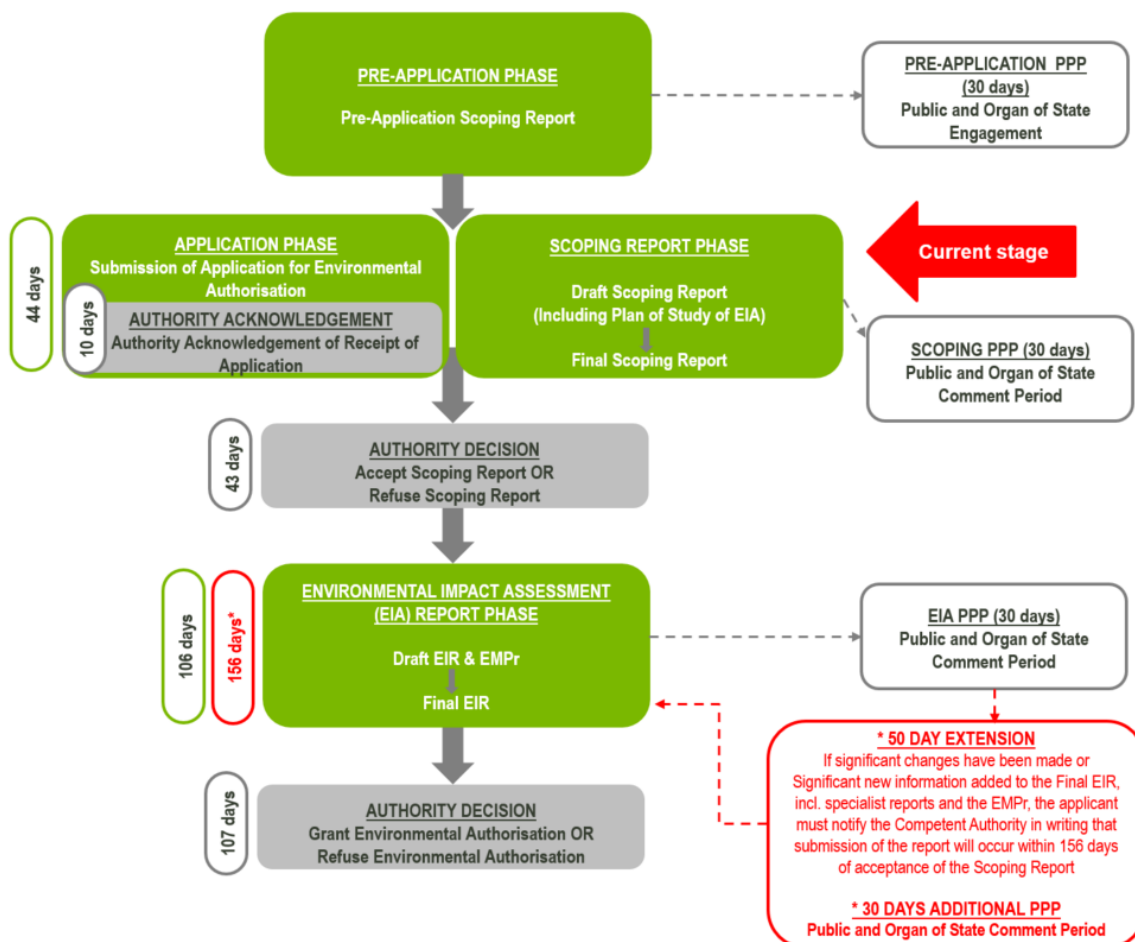 PRE-APPLICATION PHASE
Pre-Application Scoping Report
PRE-APPLICATION PPP
(30 days)
Public and Organ of State
Engagement
44 days
APPLICATION PHASE
Submission of Application for Environmental
Authorisation
10 days
AUTHORITY ACKNOWLEDGEMENT
Authority Acknowledgement of Receipt of
Application
SCOPING REPORT PHASE
Draft Scoping Report
(Including Plan of Study of EIA)
Final Scoping Report
Current stage
SCOPING PPP (30 days)
Public and Organ of State
Comment Period
43 days
AUTHORITY DECISION
Accept Scoping Report OR
Refuse Scoping Report
106 days
156 days*
ENVIRONMENTAL IMPACT ASSESSMENT
(EIA) REPORT PHASE
Draft EIR & EMPr
Final EIR
EIA PPP (30 days)
Public and Organ of State
Comment Period
107 days
AUTHORITY DECISION
Grant Environmental Authorisation OR
Refuse Environmental Authorisation
* 50 DAY EXTENSION
If significant changes have been made or
Significant new information added to the Final EIR,
incl. specialist reports and the EMPr, the applicant
must notify the Competent Authority in writing that
submission of the report will occur within 156 days
of acceptance of the Scoping Report
* 30 DAYS ADDITIONAL PPP
Public and Organ of State Comment Period